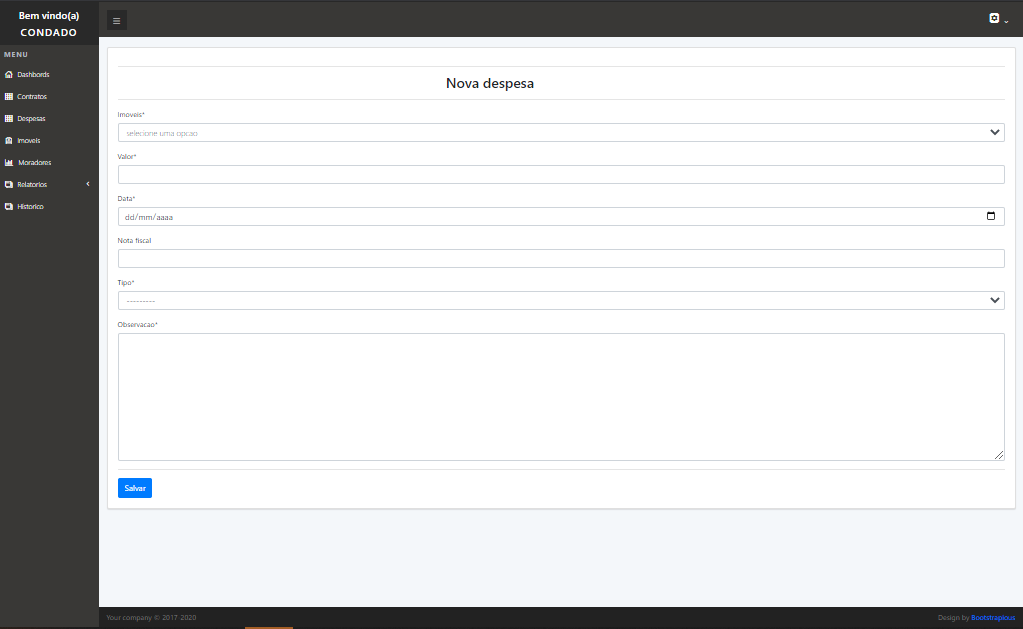 Bem vindo(a)
CONDADO
MENU
Dashbords
Contratos
Despesas
Imoveis
Moradores
Relatorios
Historico
Nova despesa
Imoveis*
selecione uma opcao
Valor*
Data*
dd/mm/aaaa
Nota fiscal
Tipo*
---------
Observacao*
Salvar
Your company © 2017-2020
Design by Bootstrapious